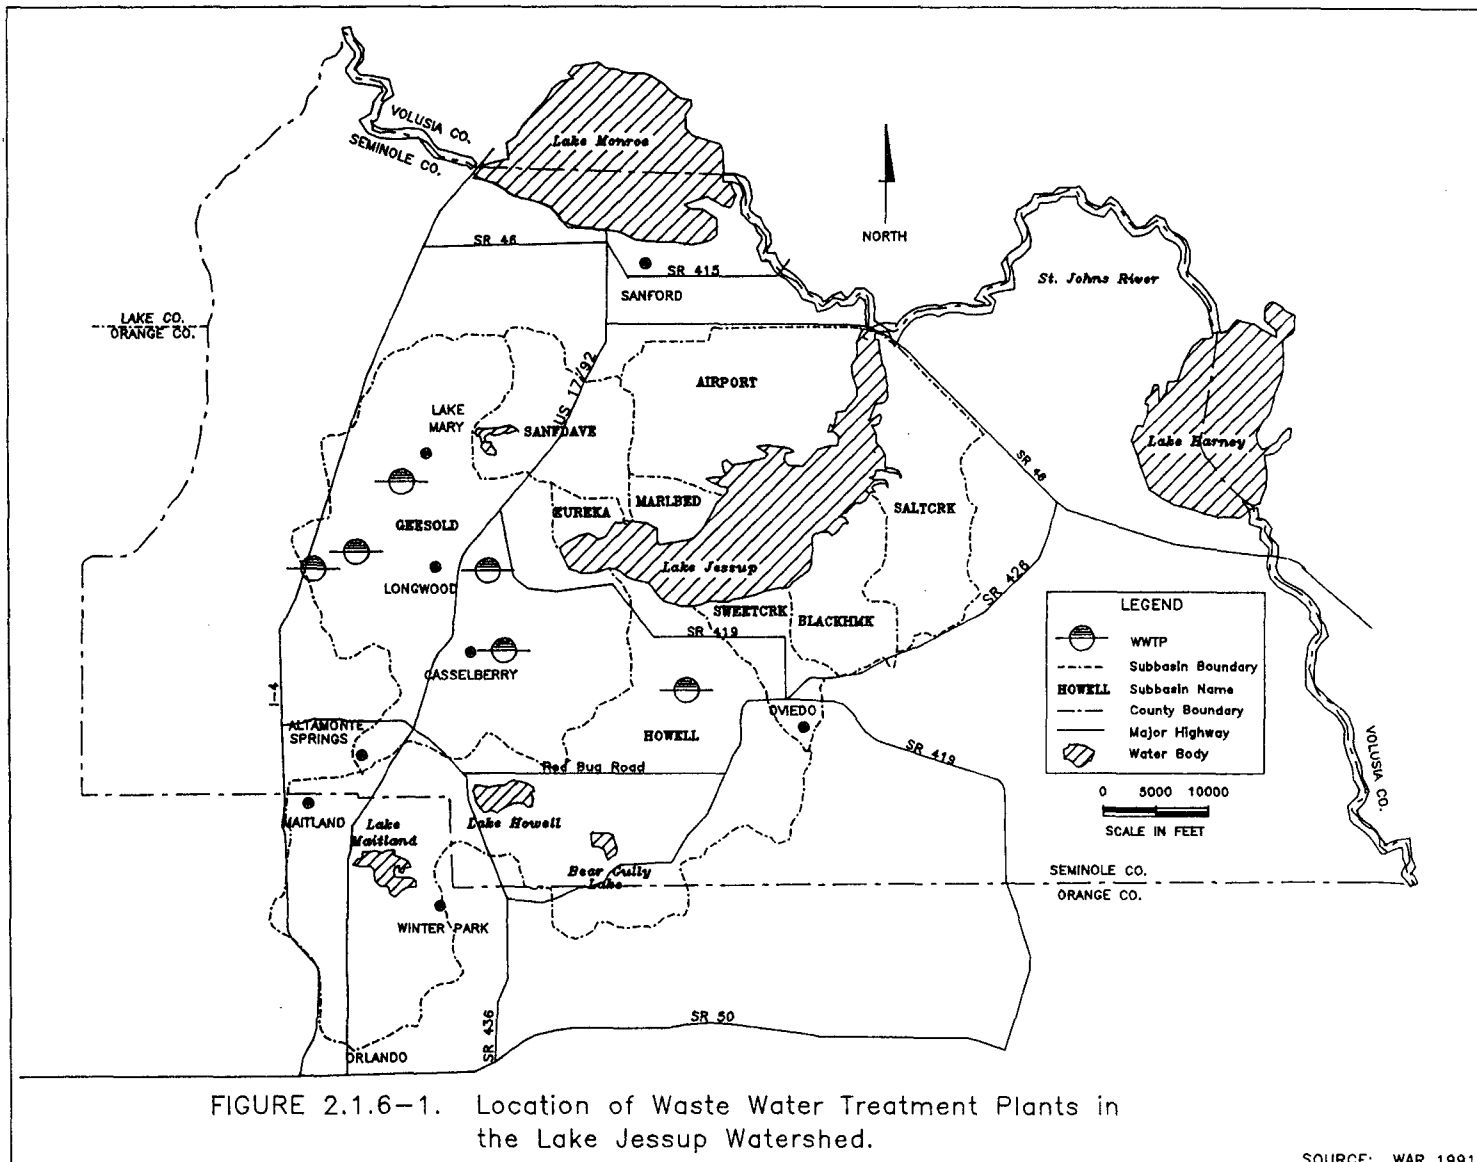 VOLUSIA CO.
SEMINOLE CO.
Lake Monroe
NORTH
SR 46
SR 415
SANFORD
St. Johns River
LAKE CO.
ORANGE CO.
US 17/92
AIRPORT
LAKE
MARY
SANFDAVE
Lake Harney
SR 46
EUREKA
MARLBED
SALTCRK
GEESOLD
Lake Jessup
LONGWOOD
SR 426
SWEETCRK
BLACKHMK
SR 419
CASSELBERRY
I-4
OVIEDO
ALTAMONTE
SPRINGS
HOWELL
SR 419
Red Bug Road
LEGEND
WWTP
Subbasin Boundary
HOWELL Subbasin Name
County Boundary
Major Highway
Water Body
VOLUSIA CO.
0 5000 10000
SCALE IN FEET
MAITLAND
Lake
Maitland
Lake Howell
Bear Gully
Lake
SEMINOLE CO.
ORANGE CO.
WINTER PARK
SR 436
SR 50
ORLANDO
FIGURE 2.1.6-1. Location of Waste Water Treatment Plants in
the Lake Jessup Watershed.
SOURCE: WAR 1991